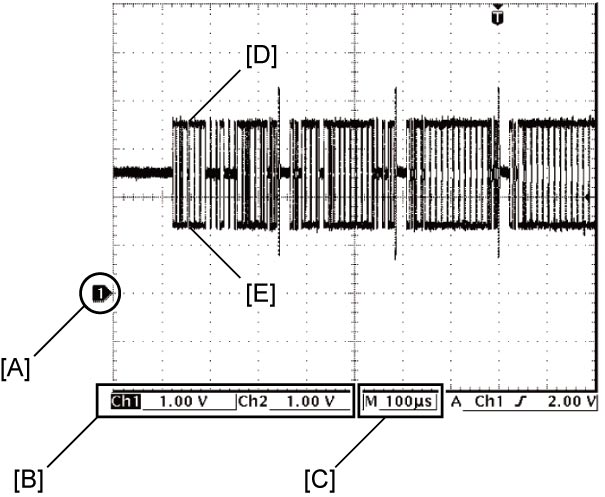 T
[D]
[E]
1
[A]
Ch1 1.00 V Ch2 1.00 V M 100µs A Ch1 ∫ 2.00 V
[B] [C]